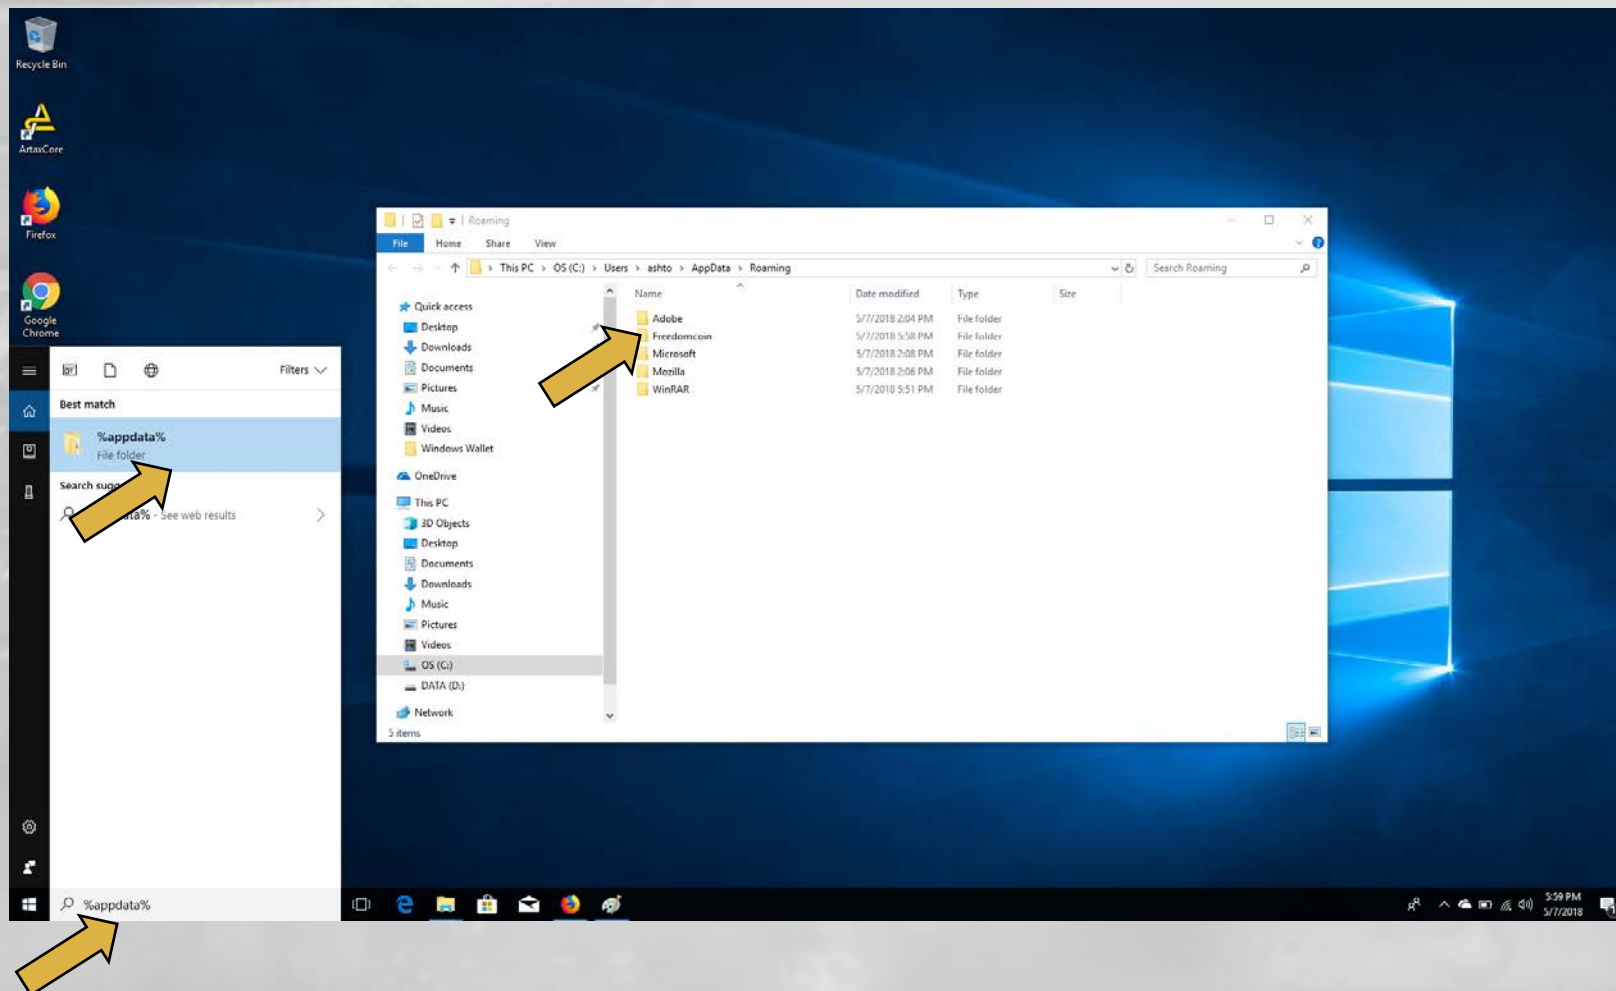 Recycle Bin
ArtaxCore
Firefox
Google
Chrome
Filters
Best match
%appdata%
File folder
Search
- See web results
%appdata%
Roaming
File Home Share View
This PC > OS (C:) > Users > ashto > AppData > Roaming
Search Roaming
Quick access
Desktop
Downloads
Documents
Pictures
Music
Videos
Windows Wallet
OneDrive
This PC
3D Objects
Desktop
Documents
Downloads
Music
Pictures
Videos
OS (C:)
DATA (D:)
Network
5 items
Name Date modified Type Size
Adobe 5/7/2018 2:04 PM File folder
Freedomcoin 5/7/2018 5:58 PM File folder
Microsoft 5/7/2018 2:08 PM File folder
Mozilla 5/7/2018 2:06 PM File folder
WinRAR 5/7/2018 5:51 PM File folder
5:59 PM
5/7/2018